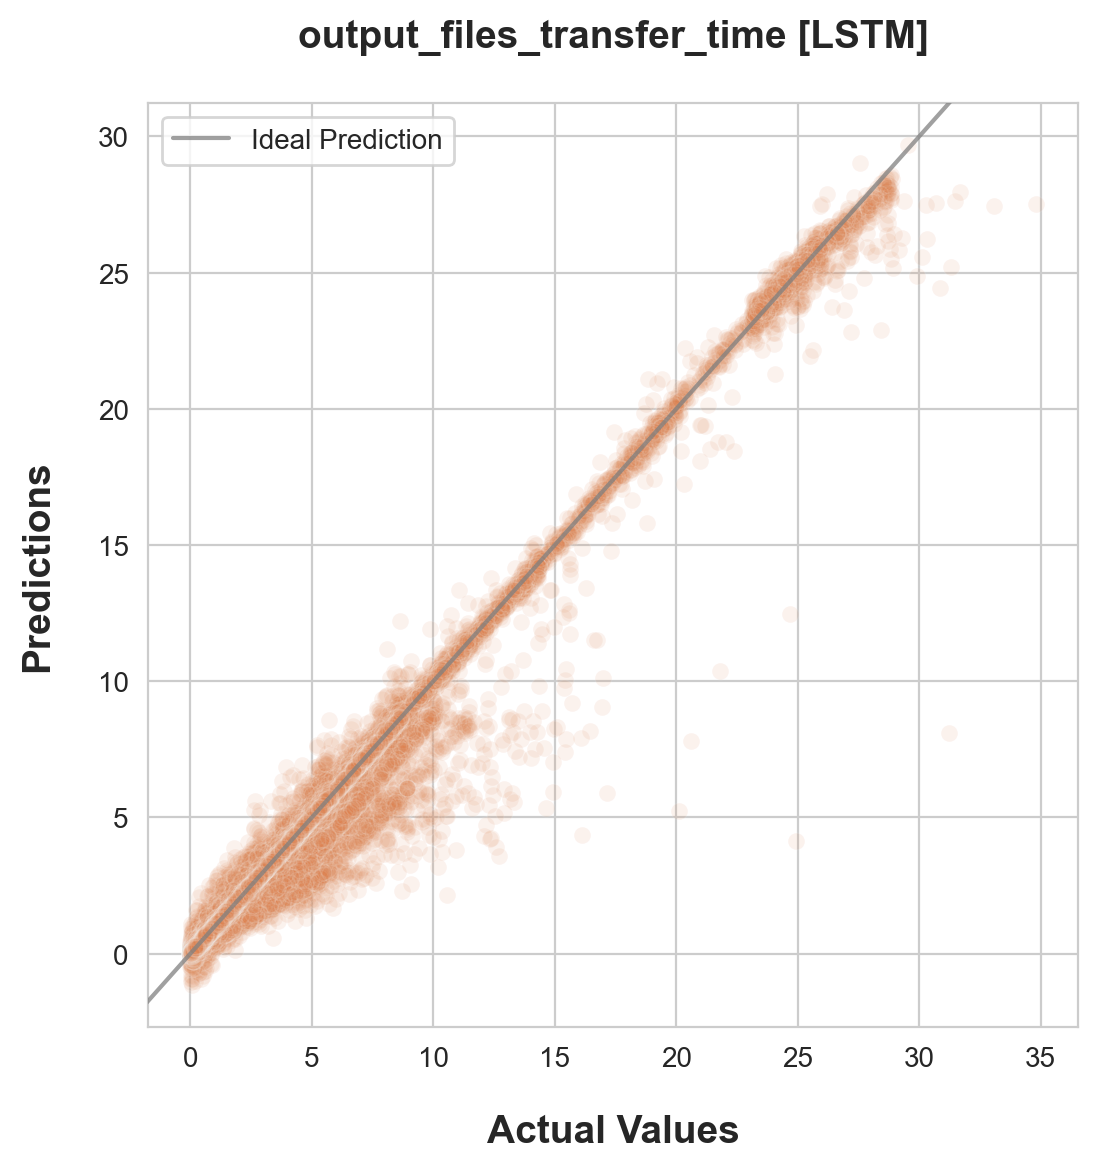 output_files_transfer_time [LSTM]
Ideal Prediction
30
25
20
15
10
5
0
Predictions
0 5 10 15 20 25 30 35
Actual Values